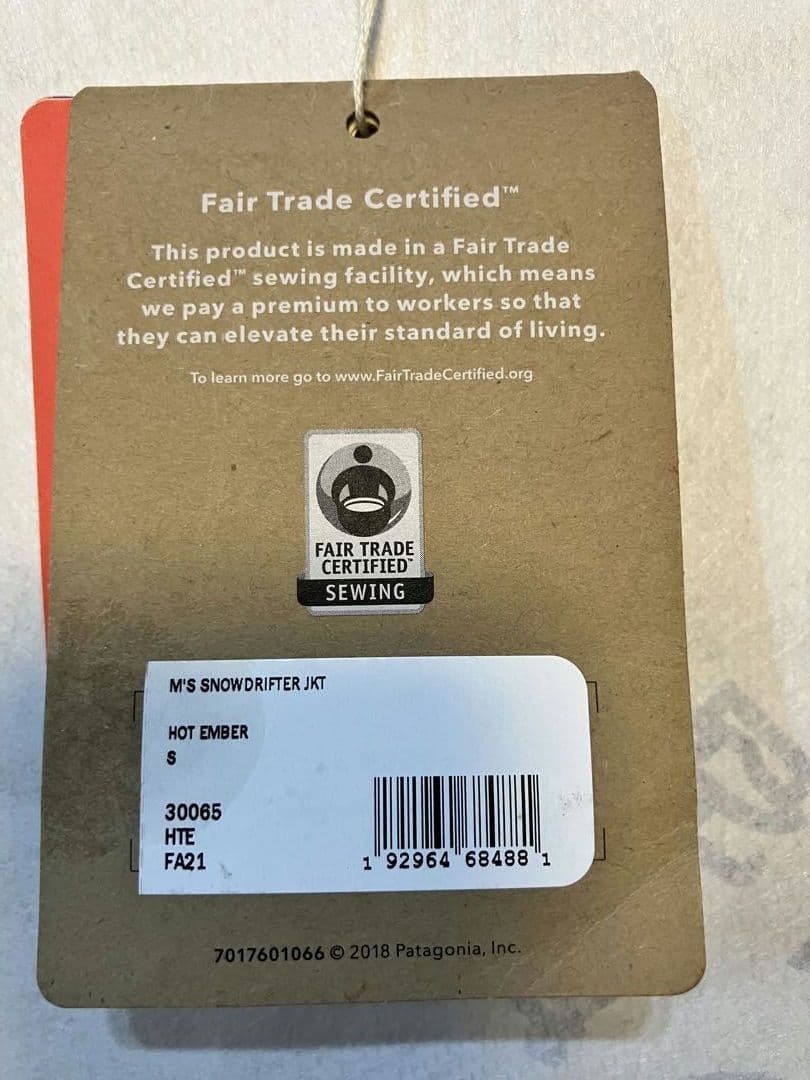 Fair Trade Certified™
This product is made in a Fair Trade
Certified™ sewing facility, which means
we pay a premium to workers so that
they can elevate their standard of living.
To learn more go to www.FairTradeCertified.org
FAIR TRADE
CERTIFIED™
SEWING
M'S SNOWDRIFTER JKT
HOT EMBER
S
30065
HTE
FA21
1 92964 68488 1
7017601066 © 2018 Patagonia, Inc.